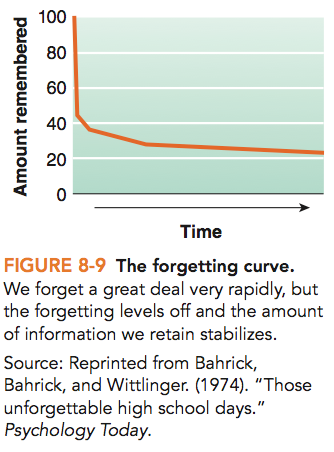 Amount remembered
100
80
60
40
20
0
Time
FIGURE 8-9 The forgetting curve.
We forget a great deal very rapidly, but
the forgetting levels off and the amount
of information we retain stabilizes.
Source: Reprinted from Bahrick,
Bahrick, and Wittlinger. (1974). “Those
unforgettable high school days.”
Psychology Today.